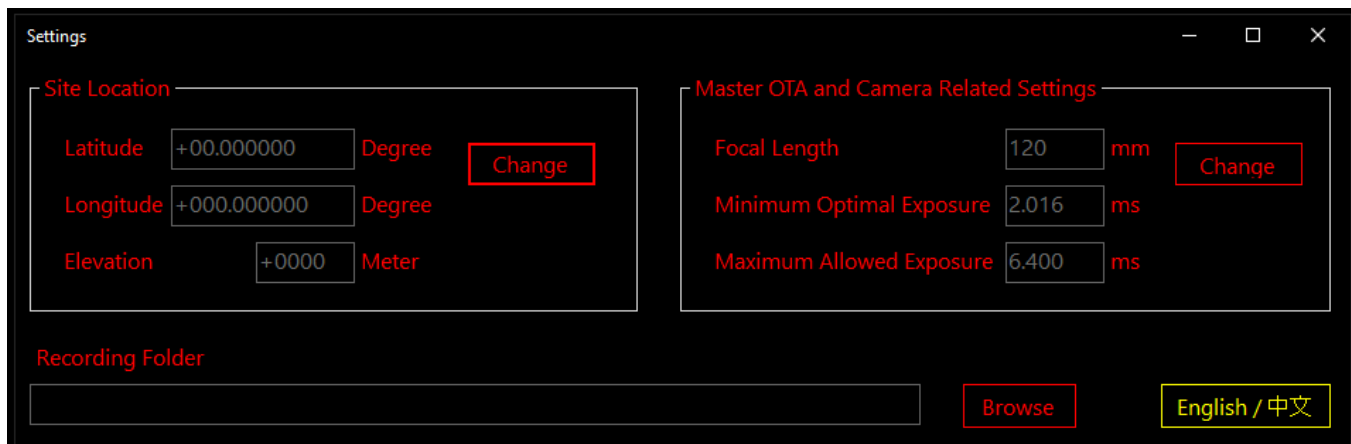 Settings
Site Location
Latitude +00.000000 Degree
Change
Longitude +000.000000 Degree
Elevation +0000 Meter
Master OTA and Camera Related Settings
Focal Length 120 mm
Change
Minimum Optimal Exposure 2.016 ms
Maximum Allowed Exposure 6.400 ms
Recording Folder
Browse
English / 中文